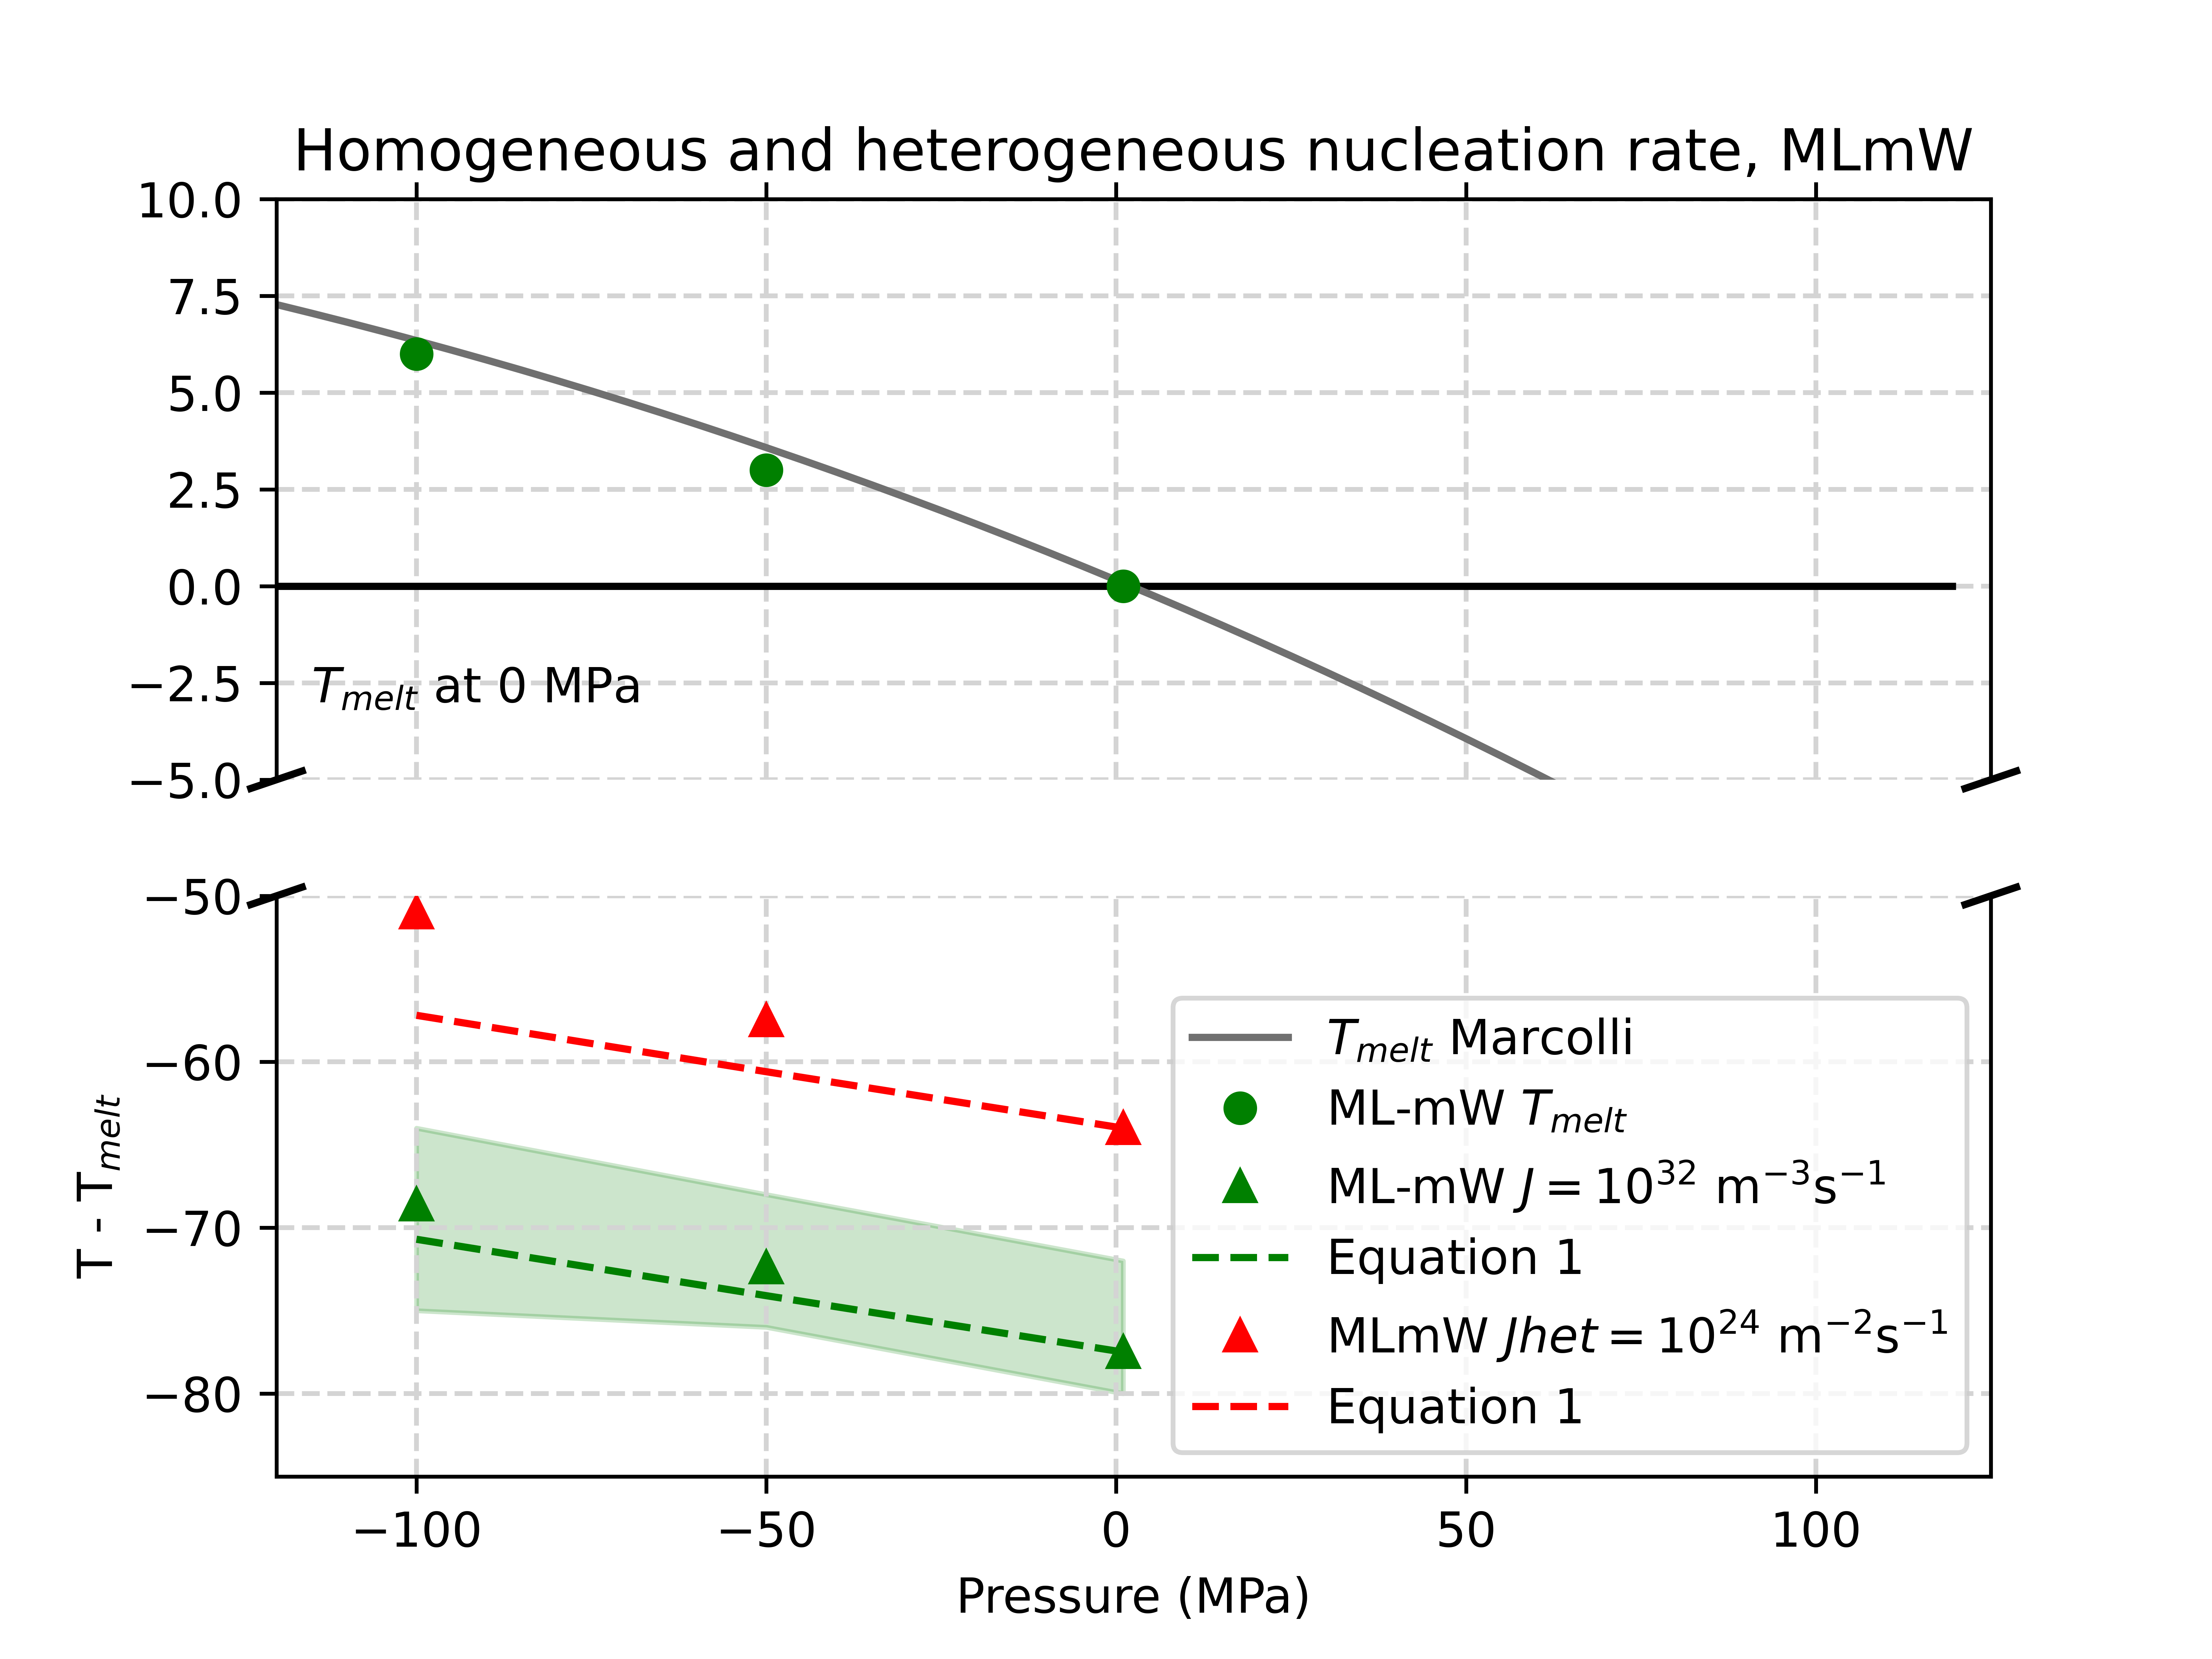 Homogeneous and heterogeneous nucleation rate, MLmW
10.0
7.5
5.0
2.5
0.0
−2.5
−5.0
T_melt at 0 MPa
−50
−60
−70
−80
T - T_melt
T_melt Marcolli
ML-mW T_melt
ML-mW J = 10^32 m^−3s^−1
Equation 1
MLmW Jhet = 10^24 m^−2s^−1
Equation 1
−100 −50 0 50 100
Pressure (MPa)